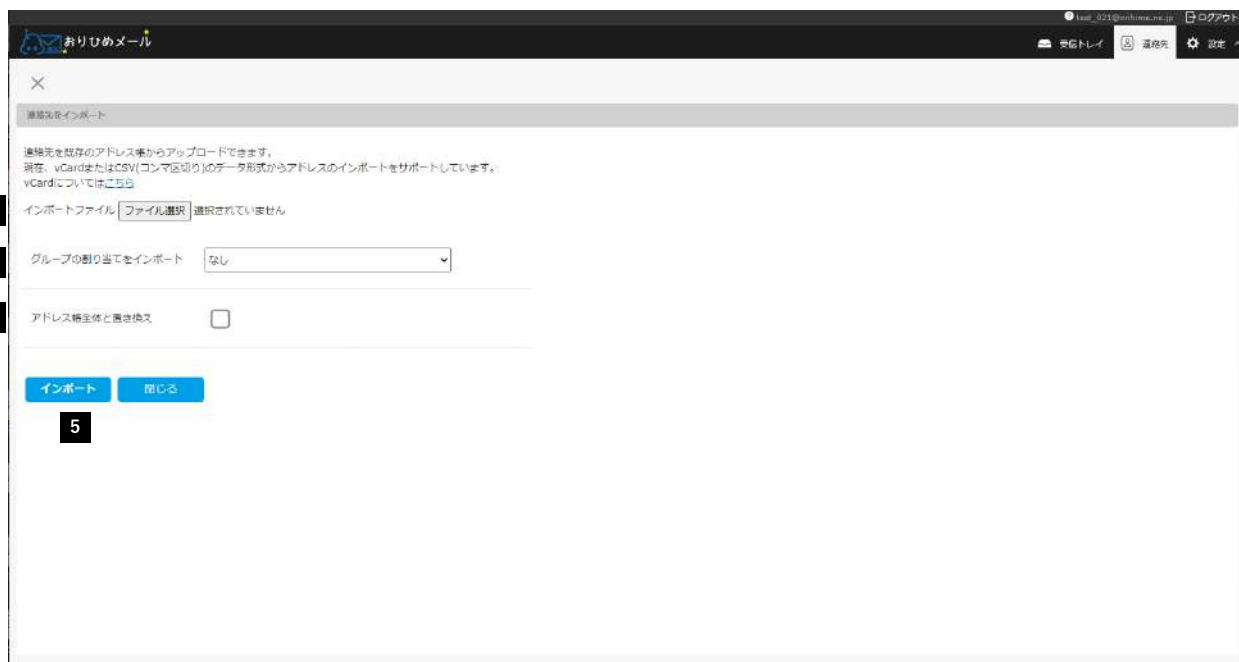 test_021@orihime.ne.jp ログアウト
おりひめメール 受信トレイ 連絡先 設定
連絡先をインポート
連絡先を既存のアドレス帳からアップロードできます。
現在、vCardまたはCSV(コンマ区切り)のデータ形式からアドレスのインポートをサポートしています。
vCardについてはこちら
インポートファイル ファイル選択 選択されていません
グループの割り当てをインポート なし
アドレス帳全体と置き換え
インポート 閉じる
5